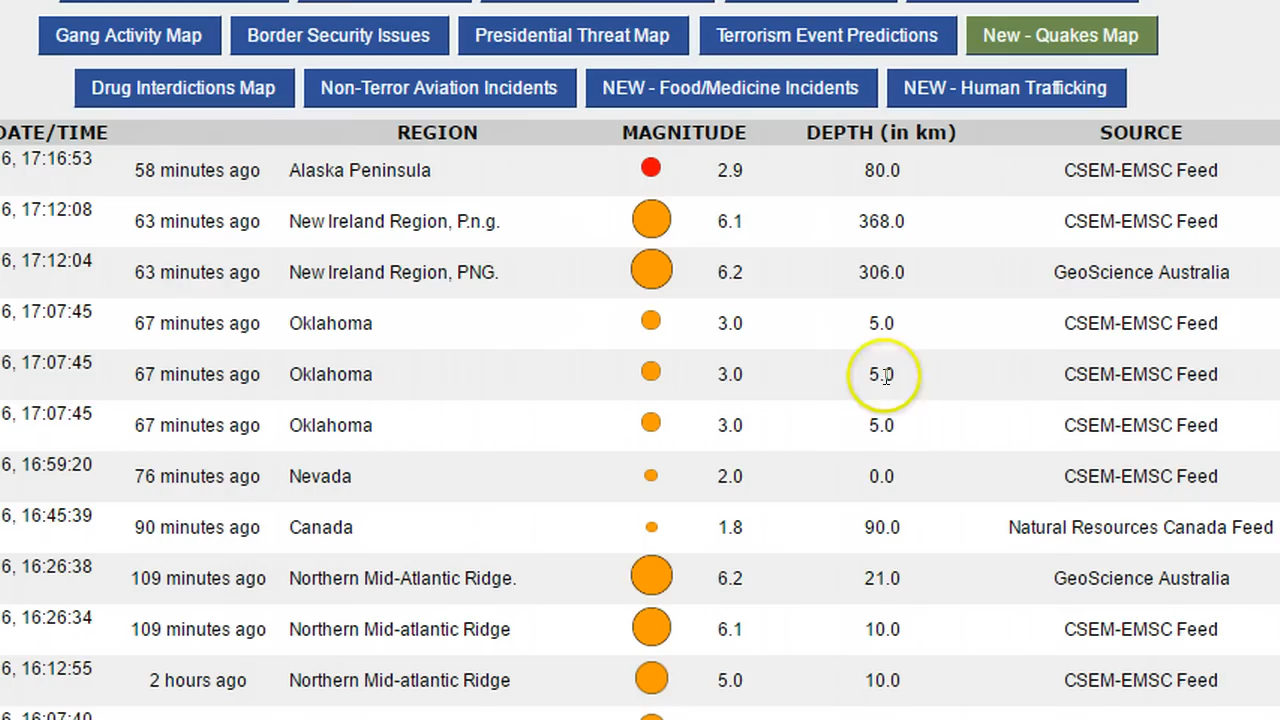 Gang Activity Map Border Security Issues Presidential Threat Map Terrorism Event Predictions New - Quakes Map
Drug Interdictions Map Non-Terror Aviation Incidents NEW - Food/Medicine Incidents NEW - Human Trafficking
DATE/TIME REGION MAGNITUDE DEPTH (in km) SOURCE
6, 17:16:53 58 minutes ago Alaska Peninsula 2.9 80.0 CSEM-EMSC Feed
6, 17:12:08 63 minutes ago New Ireland Region, P.n.g. 6.1 368.0 CSEM-EMSC Feed
6, 17:12:04 63 minutes ago New Ireland Region, PNG. 6.2 306.0 GeoScience Australia
6, 17:07:45 67 minutes ago Oklahoma 3.0 5.0 CSEM-EMSC Feed
6, 17:07:45 67 minutes ago Oklahoma 3.0 5.0 CSEM-EMSC Feed
6, 17:07:45 67 minutes ago Oklahoma 3.0 5.0 CSEM-EMSC Feed
6, 16:59:20 76 minutes ago Nevada 2.0 0.0 CSEM-EMSC Feed
6, 16:45:39 90 minutes ago Canada 1.8 90.0 Natural Resources Canada Feed
6, 16:26:38 109 minutes ago Northern Mid-Atlantic Ridge. 6.2 21.0 GeoScience Australia
6, 16:26:34 109 minutes ago Northern Mid-atlantic Ridge 6.1 10.0 CSEM-EMSC Feed
6, 16:12:55 2 hours ago Northern Mid-atlantic Ridge 5.0 10.0 CSEM-EMSC Feed
6, 16:07:40